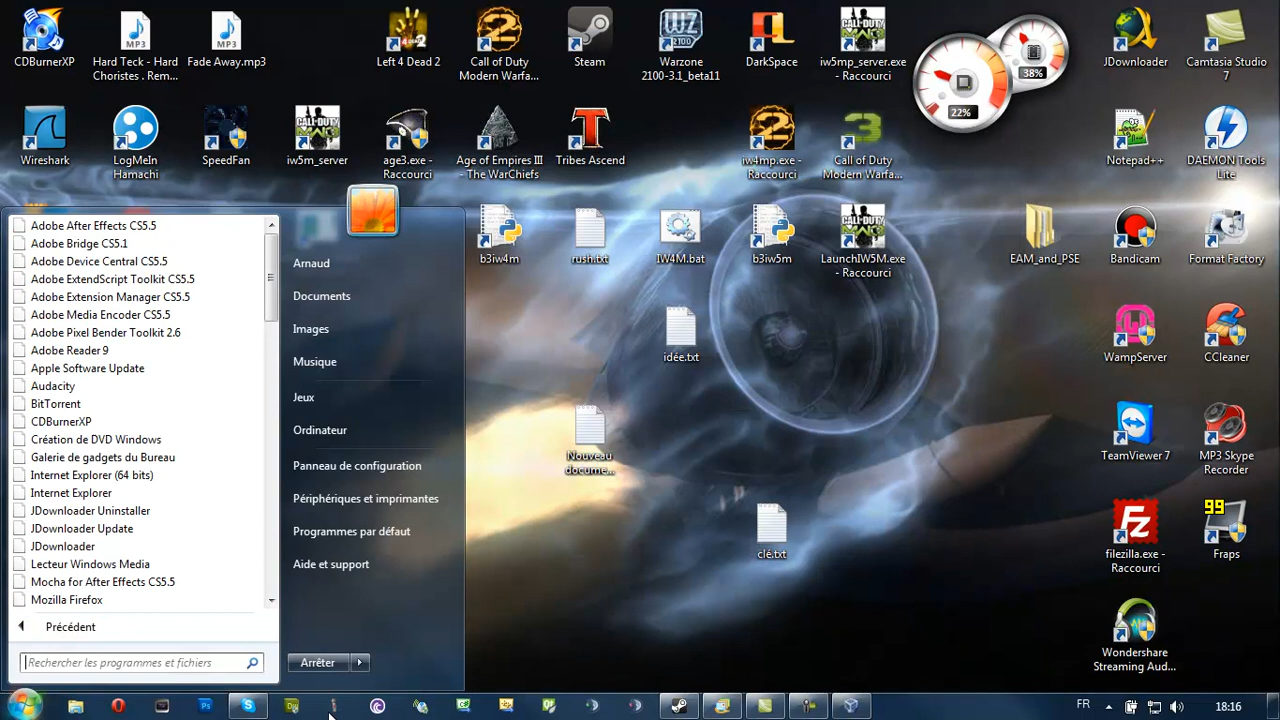 CDBurnerXP
Hard Teck - Hard
Choristes . Rem...
Fade Away.mp3
Left 4 Dead 2
Call of Duty
Modern Warfa...
Steam
Warzone
2100-3.1_beta11
DarkSpace
iw5mp_server.exe
- Raccourci
22%
38%
JDownloader
Camtasia Studio
7
Wireshark
LogMeIn
Hamachi
SpeedFan
iw5m_server
age3.exe -
Raccourci
Age of Empires III
- The WarChiefs
Tribes Ascend
iw4mp.exe -
Raccourci
Call of Duty
Modern Warfa...
Notepad++
DAEMON Tools
Lite
b3iw4m
rush.txt
IW4M.bat
b3iw5m
LaunchIW5M.exe
- Raccourci
EAM_and_PSE
Bandicam
Format Factory
idée.txt
WampServer
CCleaner
Nouveau
docume...
TeamViewer 7
MP3 Skype
Recorder
clé.txt
filezilla.exe -
Raccourci
99
Fraps
Wondershare
Streaming Aud...
Adobe After Effects CS5.5
Adobe Bridge CS5.1
Adobe Device Central CS5.5
Adobe ExtendScript Toolkit CS5.5
Adobe Extension Manager CS5.5
Adobe Media Encoder CS5.5
Adobe Pixel Bender Toolkit 2.6
Adobe Reader 9
Apple Software Update
Audacity
BitTorrent
CDBurnerXP
Création de DVD Windows
Galerie de gadgets du Bureau
Internet Explorer (64 bits)
Internet Explorer
JDownloader Uninstaller
JDownloader Update
JDownloader
Lecteur Windows Media
Mocha for After Effects CS5.5
Mozilla Firefox
Précédent
Rechercher les programmes et fichiers
Arnaud
Documents
Images
Musique
Jeux
Ordinateur
Panneau de configuration
Périphériques et imprimantes
Programmes par défaut
Aide et support
Arrêter
FR
18:16